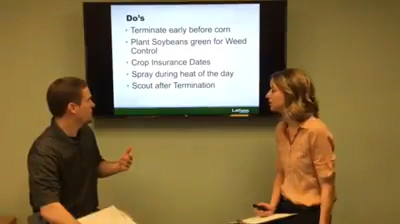 Do's
• Terminate early before corn
• Plant Soybeans green for Weed
Control
• Crop Insurance Dates
• Spray during heat of the day
• Scout after Termination